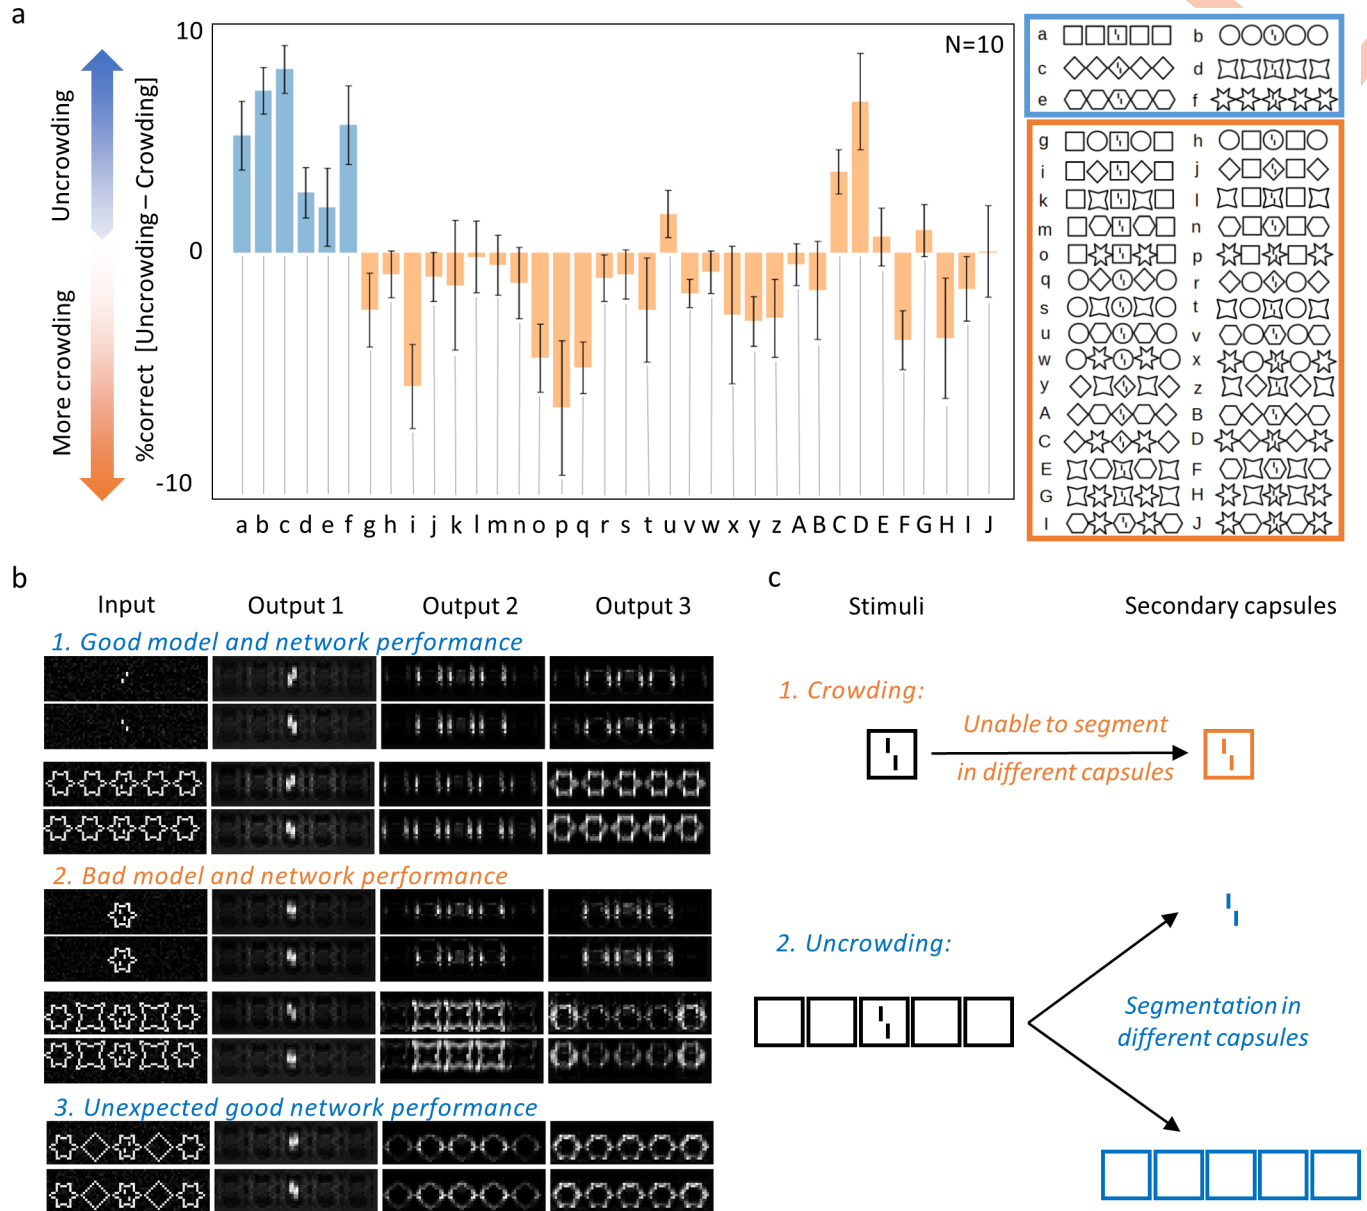 a
10
N=10
Uncrowding
More crowding
%correct [Uncrowding – Crowding]
0
-10
a b c d e f g h i j k l m n o p q r s t u v w x y z A B C D E F G H I J
a b
c d
e f
g h
i j
k l
m n
o p
q r
s t
u v
w x
y z
A B
C D
E F
G H
I J
b
Input Output 1 Output 2 Output 3
1. Good model and network performance
2. Bad model and network performance
3. Unexpected good network performance
c
Stimuli Secondary capsules
1. Crowding:
Unable to segment
in different capsules
2. Uncrowding:
Segmentation in
different capsules